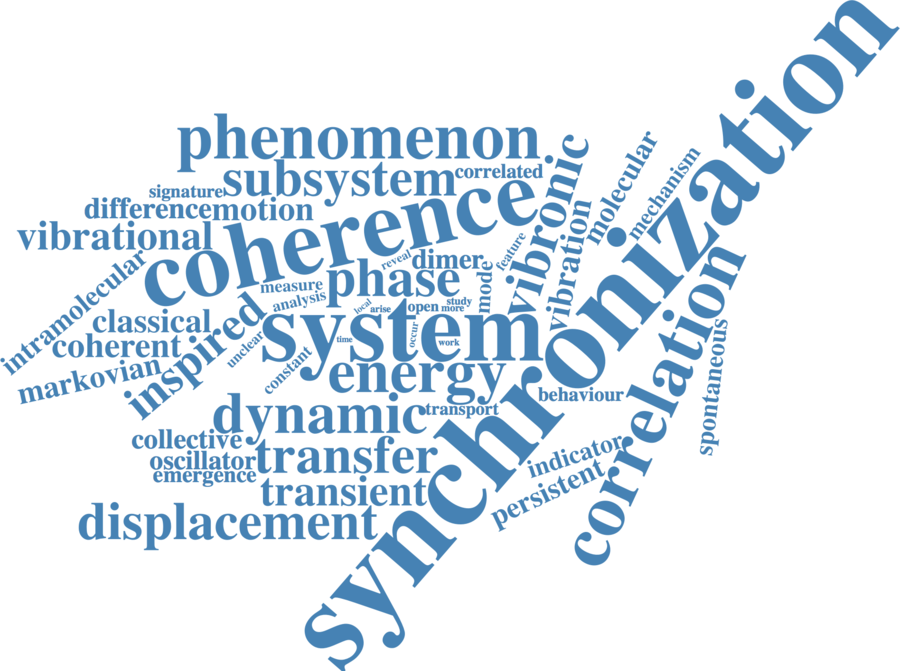 synchronization
phenomenon
subsystem
correlated
signature
difference
motion
vibrational
coherence
vibronic
molecular
mechanism
vibration
intramolecular
measure
analysis
reveal
phase
dimer
feature
mode
classical
coherent
markovian
inspired
unclear
constant
local
arise
open
study
more
system
time
occur
work
energy
dynamic
transport
behaviour
correlation
spontaneous
collective
oscillator
emergence
transfer
transient
indicator
persistent
displacement